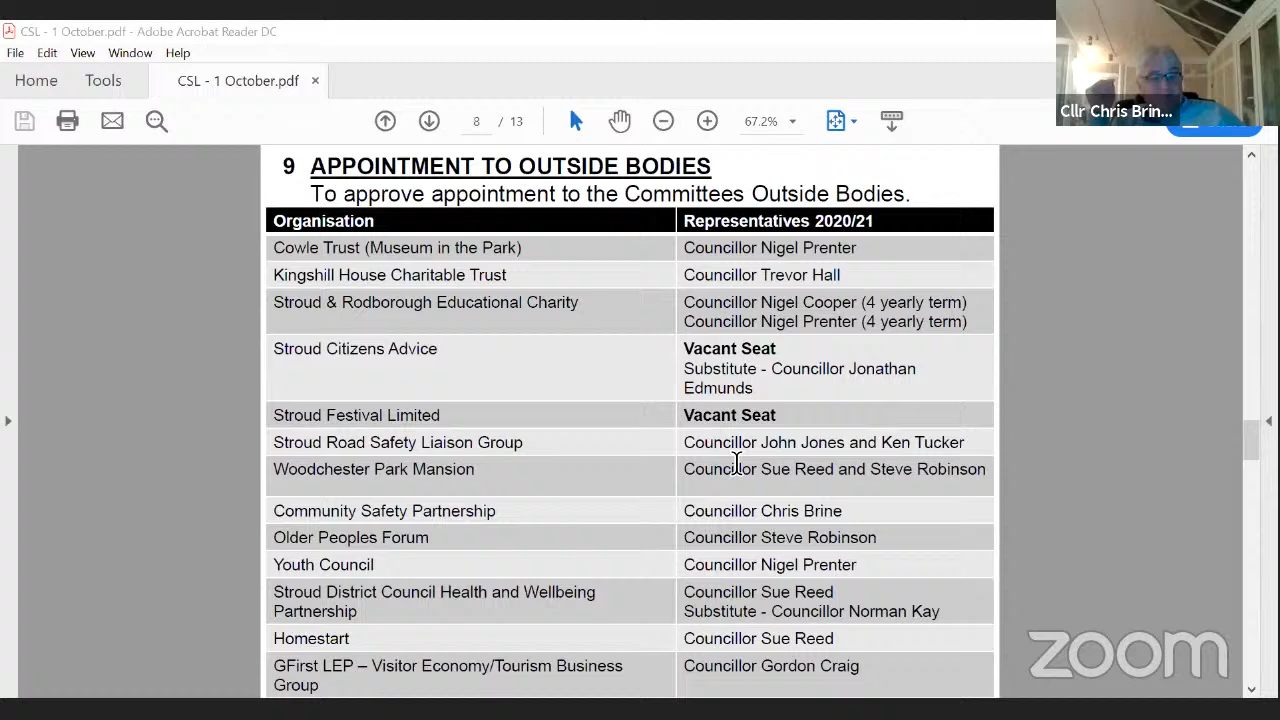 CSL - 1 October.pdf - Adobe Acrobat Reader DC
File Edit View Window Help
Home Tools CSL - 1 October.pdf ×
8 / 13 67.2%
Cllr Chris Brin...
9 APPOINTMENT TO OUTSIDE BODIES
To approve appointment to the Committees Outside Bodies.
Organisation Representatives 2020/21
Cowle Trust (Museum in the Park) Councillor Nigel Prenter
Kingshill House Charitable Trust Councillor Trevor Hall
Stroud & Rodborough Educational Charity Councillor Nigel Cooper (4 yearly term)
Councillor Nigel Prenter (4 yearly term)
Stroud Citizens Advice Vacant Seat
Substitute - Councillor Jonathan
Edmunds
Stroud Festival Limited Vacant Seat
Stroud Road Safety Liaison Group Councillor John Jones and Ken Tucker
Woodchester Park Mansion Councillor Sue Reed and Steve Robinson
Community Safety Partnership Councillor Chris Brine
Older Peoples Forum Councillor Steve Robinson
Youth Council Councillor Nigel Prenter
Stroud District Council Health and Wellbeing Councillor Sue Reed
Partnership Substitute - Councillor Norman Kay
Homestart Councillor Sue Reed
GFirst LEP – Visitor Economy/Tourism Business Councillor Gordon Craig
Group
zoom